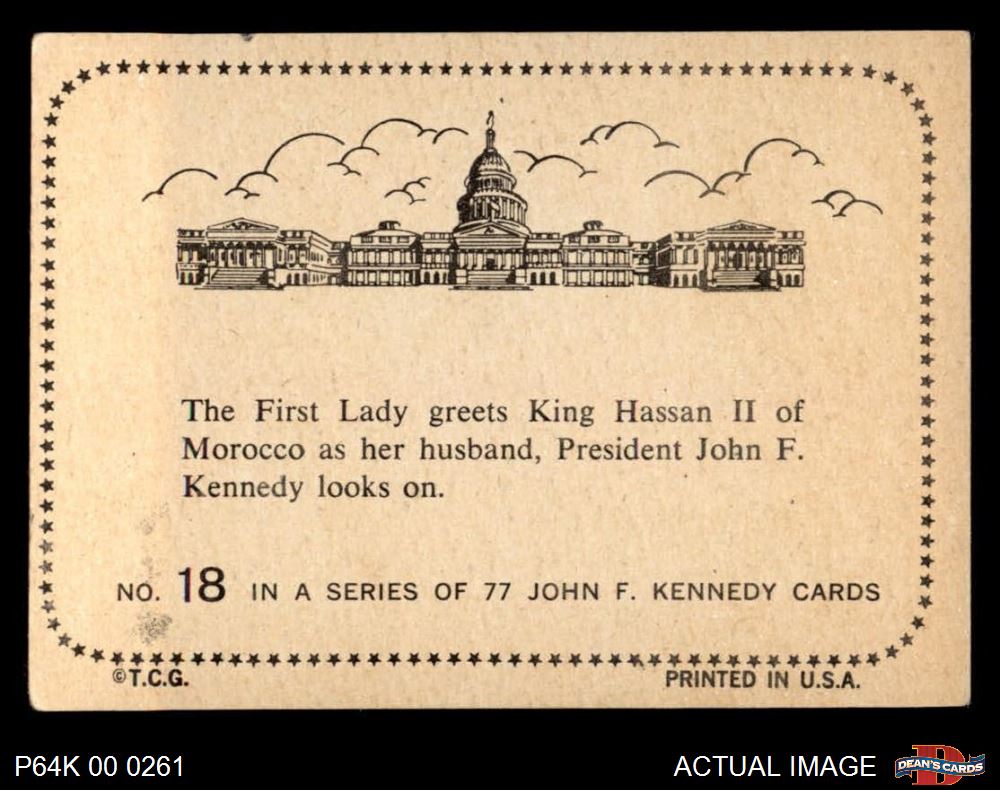 The First Lady greets King Hassan II of
Morocco as her husband, President John F.
Kennedy looks on.
NO. 18 IN A SERIES OF 77 JOHN F. KENNEDY CARDS
©T.C.G.
PRINTED IN U.S.A.
P64K 00 0261
ACTUAL IMAGE
D
DEAN'S CARDS